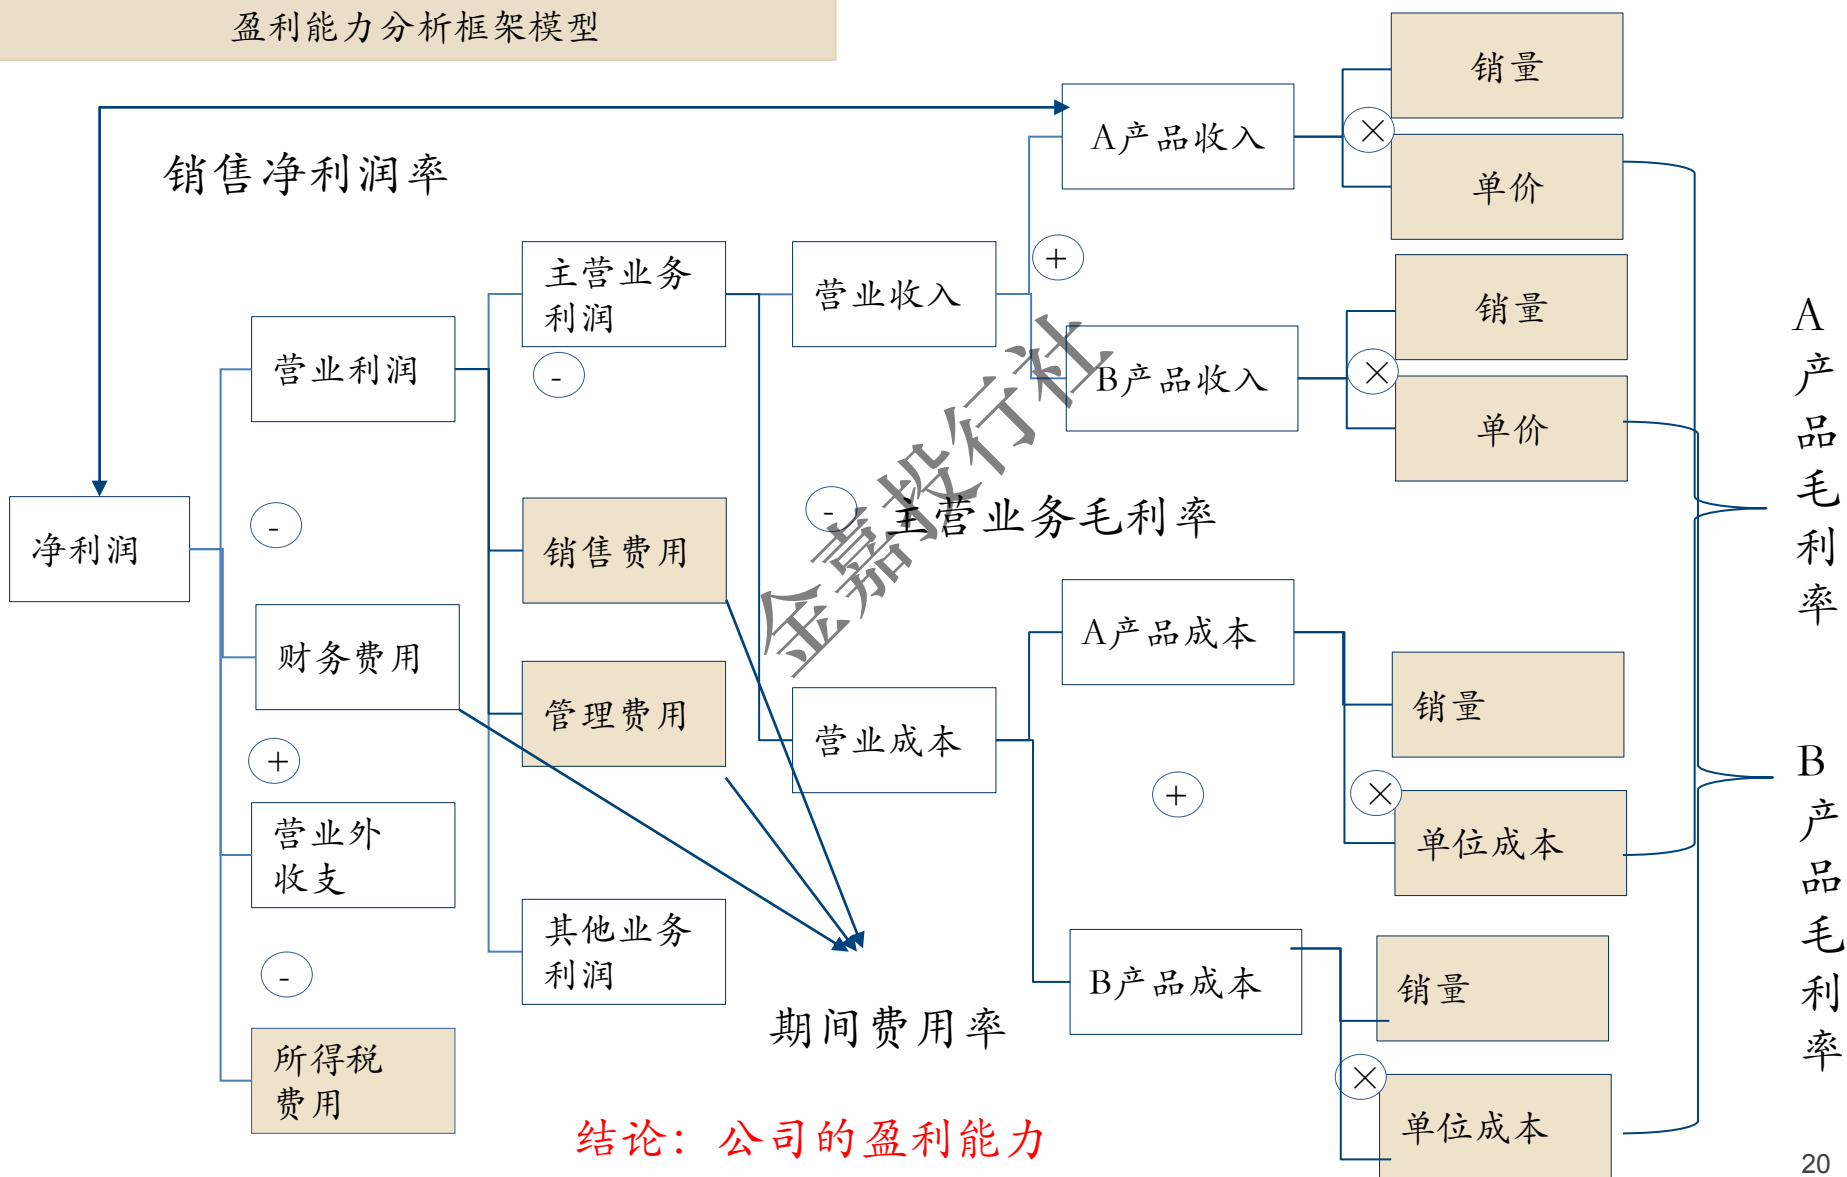 盈利能力分析框架模型
销量
A产品收入
×
单价
销售净利润率
主营业务
利润
营业收入
+
销量
营业利润
-
B产品收入
×
单价
A
产
品
毛
利
率
净利润
-
销售费用
-
主营业务毛利率
金嘉投行社
财务费用
管理费用
营业成本
A产品成本
销量
+
+
×
单位成本
营业外
收支
B
产
品
毛
利
率
其他业务
利润
-
B产品成本
销量
期间费用率
×
所得税
费用
单位成本
结论：公司的盈利能力
20